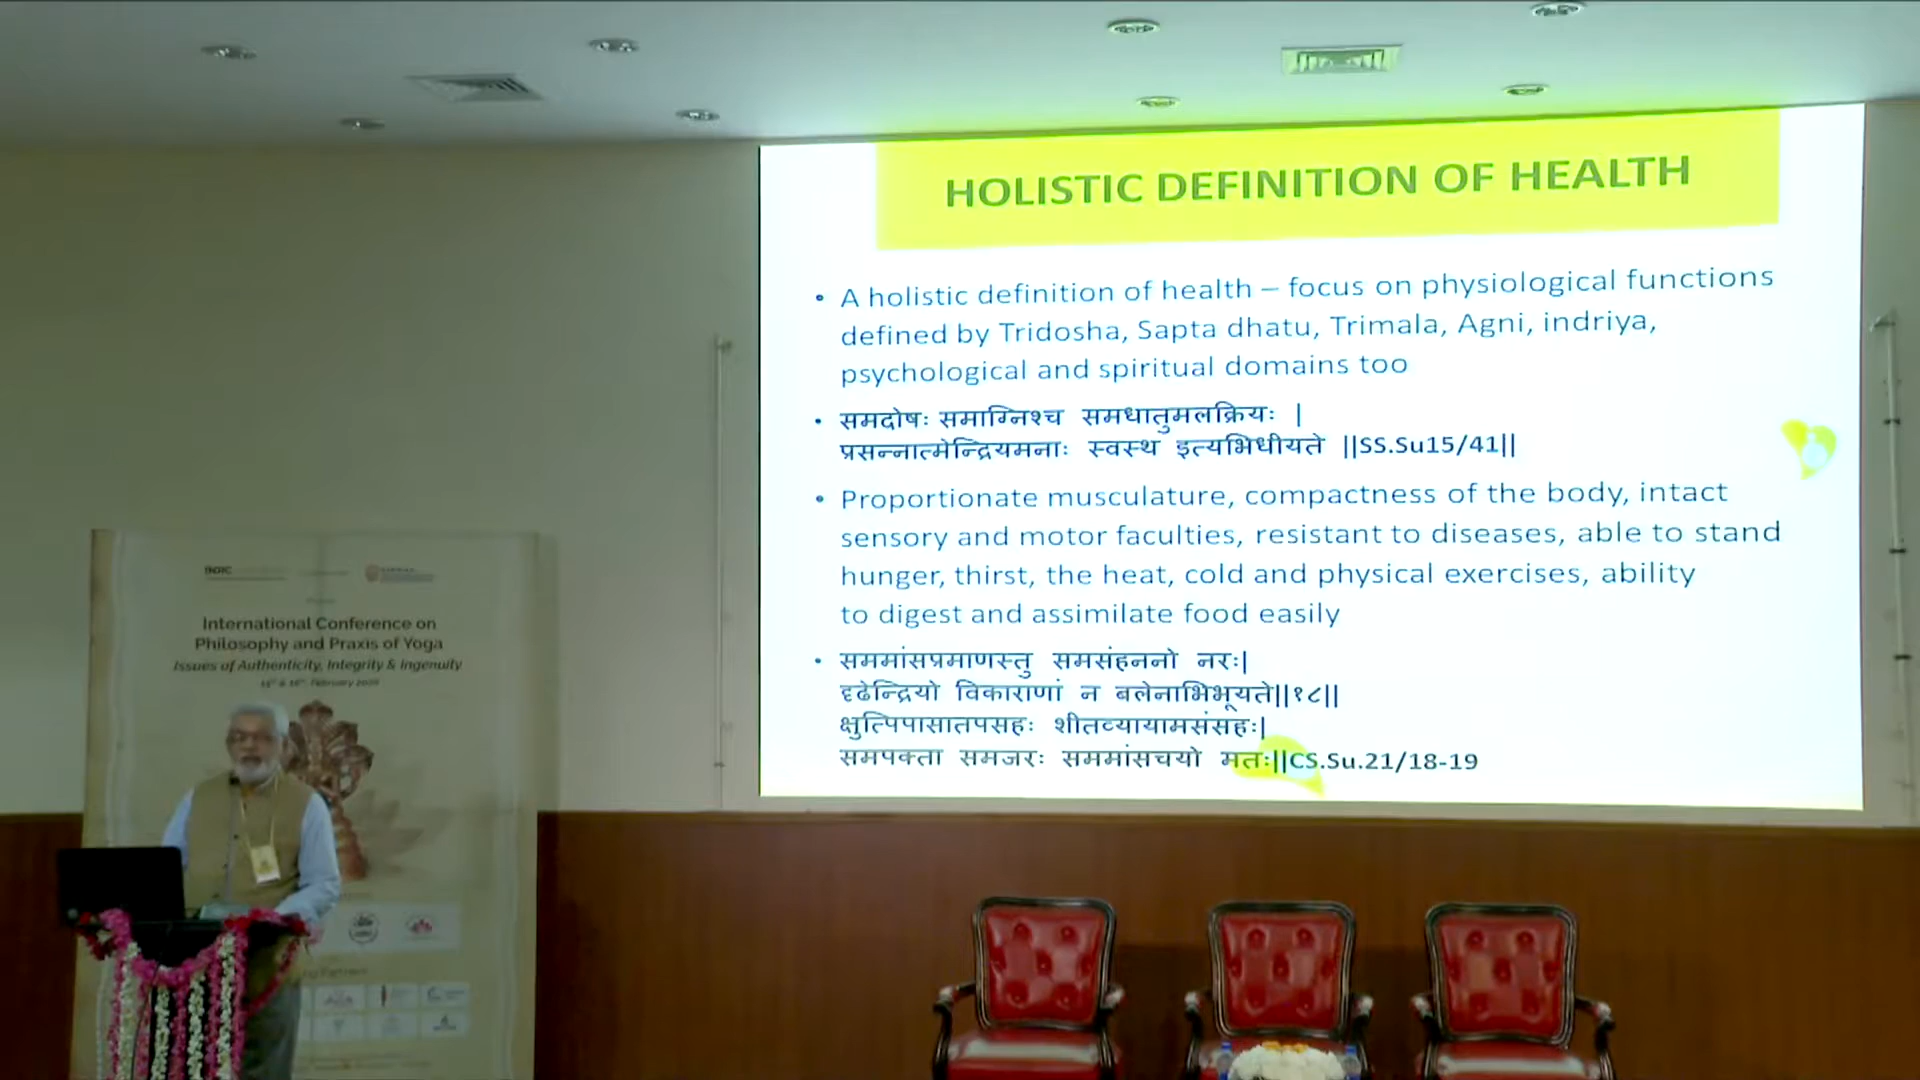 HOLISTIC DEFINITION OF HEALTH
• A holistic definition of health – focus on physiological functions
defined by Tridosha, Sapta dhatu, Trimala, Agni, indriya,
psychological and spiritual domains too
• समदोषः समाग्निश्च समधातुमलक्रियः |
प्रसन्नात्मेन्द्रियमनाः स्वस्थ इत्यभिधीयते ||SS.Su15/41||
• Proportionate musculature, compactness of the body, intact
sensory and motor faculties, resistant to diseases, able to stand
hunger, thirst, the heat, cold and physical exercises, ability
to digest and assimilate food easily
• सममांसप्रमाणस्तु समसंहननो नरः|
दृढेन्द्रियो विकाराणां न बलेनाभिभूयते||१८||
क्षुत्पिपासातपसहः शीतव्यायामसंसहः|
समपक्ता समजरः सममांसचयो मतः||CS.Su.21/18-19
INDIC
International Conference on
Philosophy and Praxis of Yoga
Issues of Authenticity, Integrity & Ingenuity